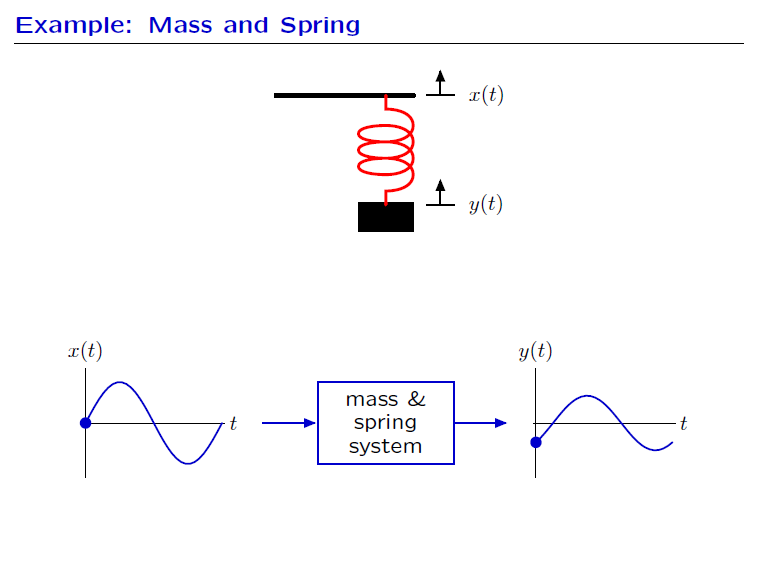 Example: Mass and Spring
x(t)
y(t)
x(t)
t
mass &
spring
system
y(t)
t